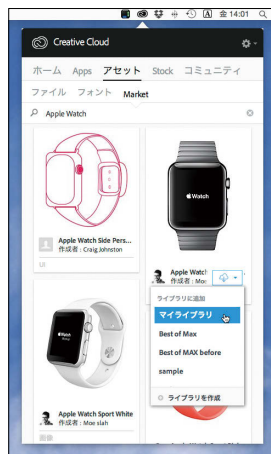 金 14:01
Creative Cloud
ホーム Apps アセット Stock コミュニティ
ファイル フォント Market
Apple Watch
WATCH
Apple Watch Side Pers...
作成者 : Craig Johnston
UI
Apple Watch
作成者 : Moe
ライブラリに追加
マイライブラリ
Best of Max
Best of MAX before
sample
ライブラリを作成
Apple Watch Sport White
作成者 : Moe slah
画像